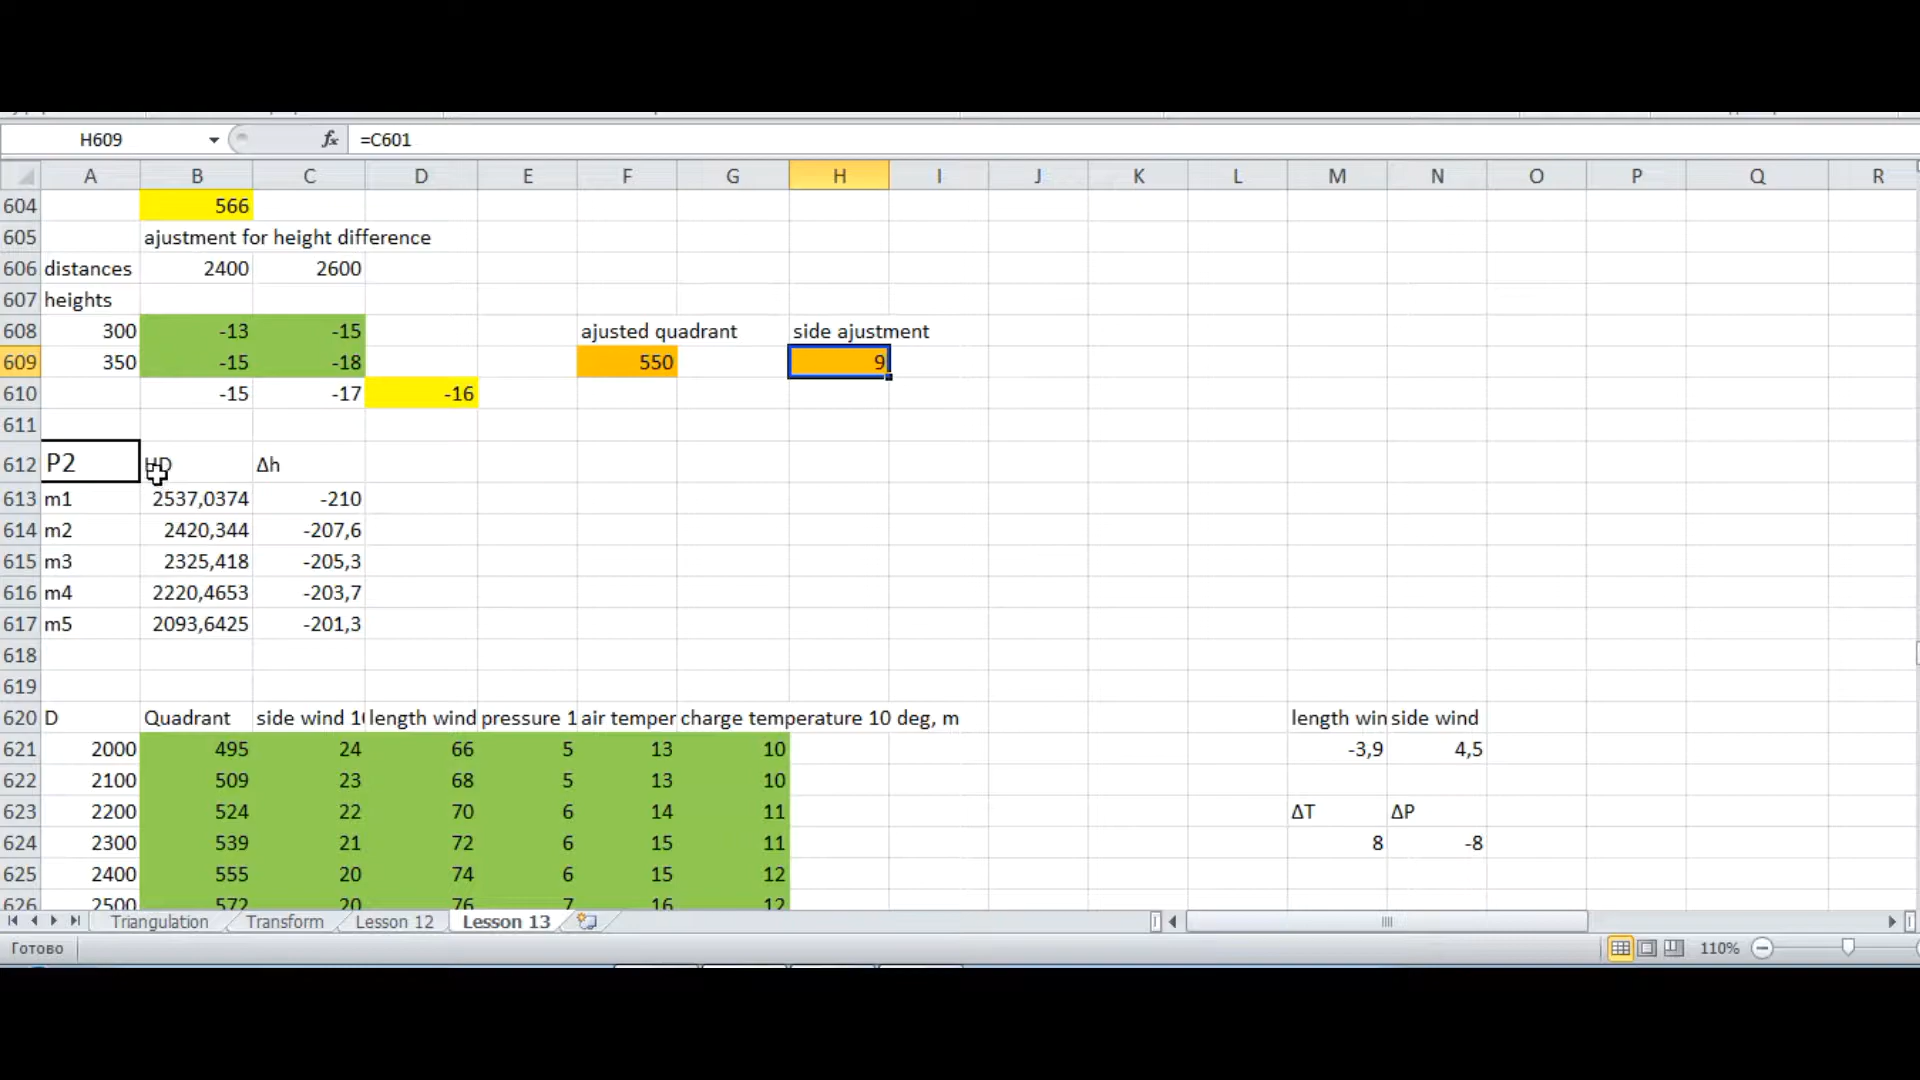 H609 fx =C601
A B C D E F G H I J K L M N O P Q R
604 566
605 ajustment for height difference
606 distances 2400 2600
607 heights
608 300 -13 -15 ajusted quadrant side ajustment
609 350 -15 -18 550 9
610 -15 -17 -16
611
612 P2 HD Δh
613 m1 2537,0374 -210
614 m2 2420,344 -207,6
615 m3 2325,418 -205,3
616 m4 2220,4653 -203,7
617 m5 2093,6425 -201,3
618
619
620 D Quadrant side wind 1 length wind pressure 1 air temper charge temperature 10 deg, m length win side wind
621 2000 495 24 66 5 13 10 -3,9 4,5
622 2100 509 23 68 5 13 10
623 2200 524 22 70 6 14 11 ΔT ΔP
624 2300 539 21 72 6 15 11 8 -8
625 2400 555 20 74 6 15 12
626 2500 572 20 76 7 16 12
Triangulation Transform Lesson 12 Lesson 13
Готово 110%